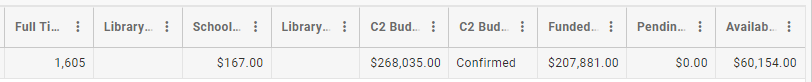 Full Ti... Library... School... Library... C2 Bud... C2 Bud... Funded... Pendin... Availab...
1,605 $167.00 $268,035.00 Confirmed $207,881.00 $0.00 $60,154.00